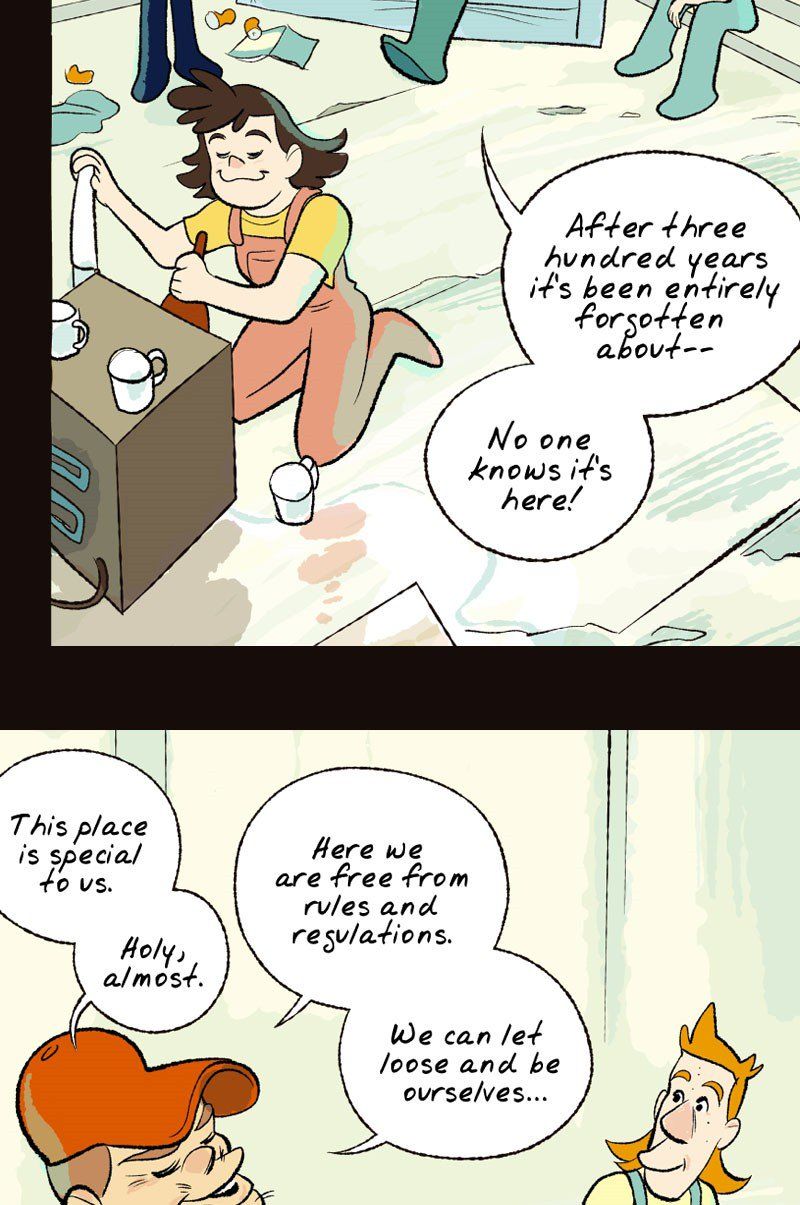 After three
hundred years
it's been entirely
forgotten
about--
No one
knows it's
here!
This place
is special
to us.
Holy,
almost.
Here we
are free from
rules and
regulations.
We can let
loose and be
ourselves...